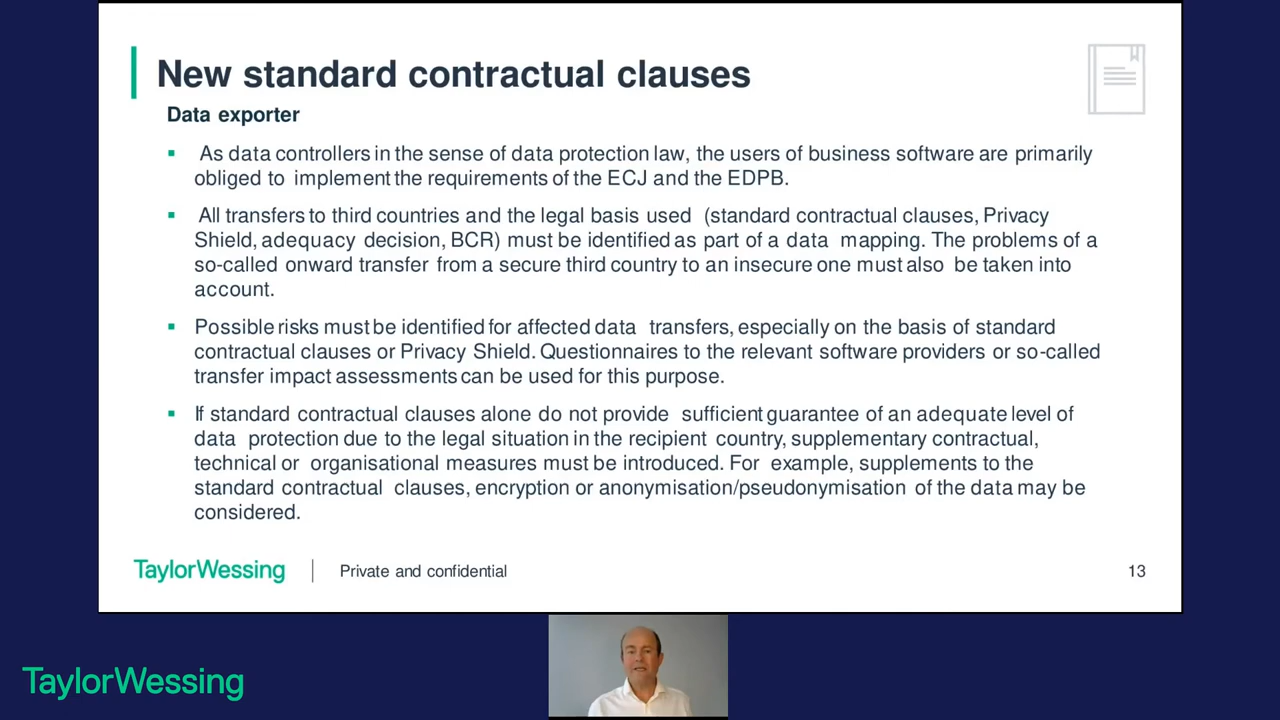 New standard contractual clauses
Data exporter
As data controllers in the sense of data protection law, the users of business software are primarily
obliged to implement the requirements of the ECJ and the EDPB.
All transfers to third countries and the legal basis used (standard contractual clauses, Privacy
Shield, adequacy decision, BCR) must be identified as part of a data mapping. The problems of a
so-called onward transfer from a secure third country to an insecure one must also be taken into
account.
Possible risks must be identified for affected data transfers, especially on the basis of standard
contractual clauses or Privacy Shield. Questionnaires to the relevant software providers or so-called
transfer impact assessments can be used for this purpose.
If standard contractual clauses alone do not provide sufficient guarantee of an adequate level of
data protection due to the legal situation in the recipient country, supplementary contractual,
technical or organisational measures must be introduced. For example, supplements to the
standard contractual clauses, encryption or anonymisation/pseudonymisation of the data may be
considered.
TaylorWessing | Private and confidential 13
TaylorWessing